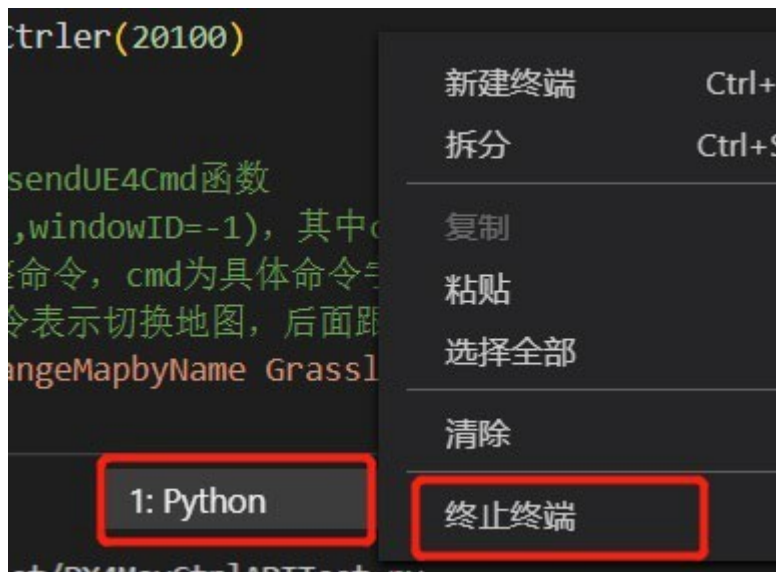 Ctrler(20100)
sendUE4Cmd函数
,windowID=-1), 其中
整命令, cmd为具体命令字
令表示切换地图, 后面跟
angeMapbyName Grassl
新建终端 Ctrl+
拆分 Ctrl+S
复制
粘贴
选择全部
清除
终止终端
1: Python